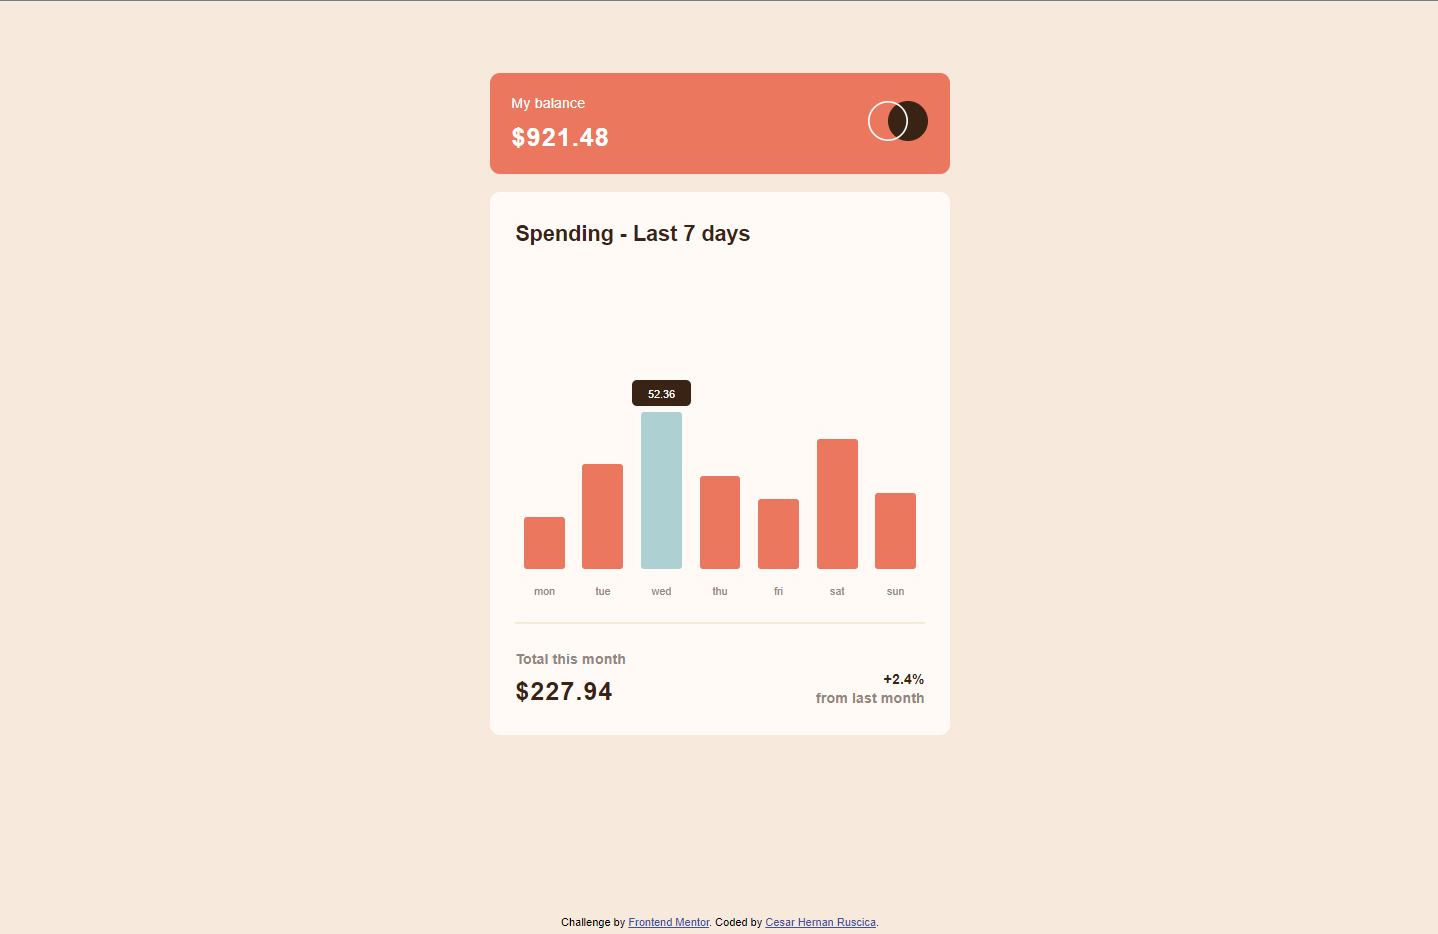 My balance
$921.48
Spending - Last 7 days
52.36
mon tue wed thu fri sat sun
Total this month
$227.94
+2.4%
from last month
Challenge by Frontend Mentor. Coded by Cesar Hernan Ruscica.